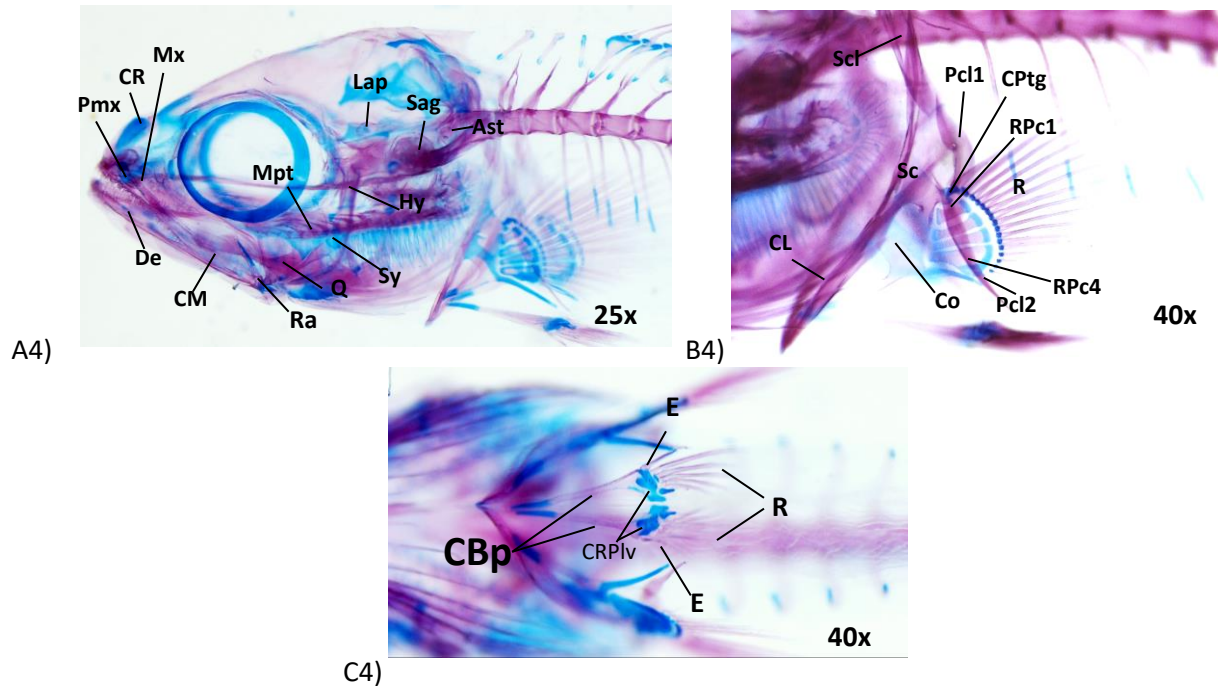 Mx
CR
Pmx
Lap
Sag
Ast
Mpt
Hy
De
Sy
CM
Q
Ra
25x
A4)
Scl
Pcl1
CPtg
RPc1
Sc
R
CL
Co
RPc4
Pcl2
40x
B4)
E
R
CBp
CRPlv
E
40x
C4)